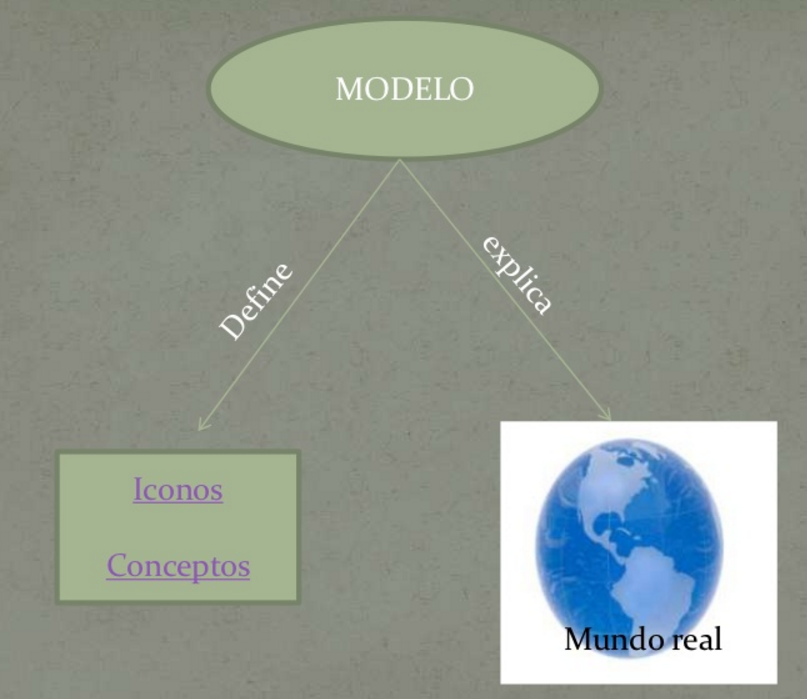 MODELO
Define
explica
Iconos
Conceptos
Mundo real